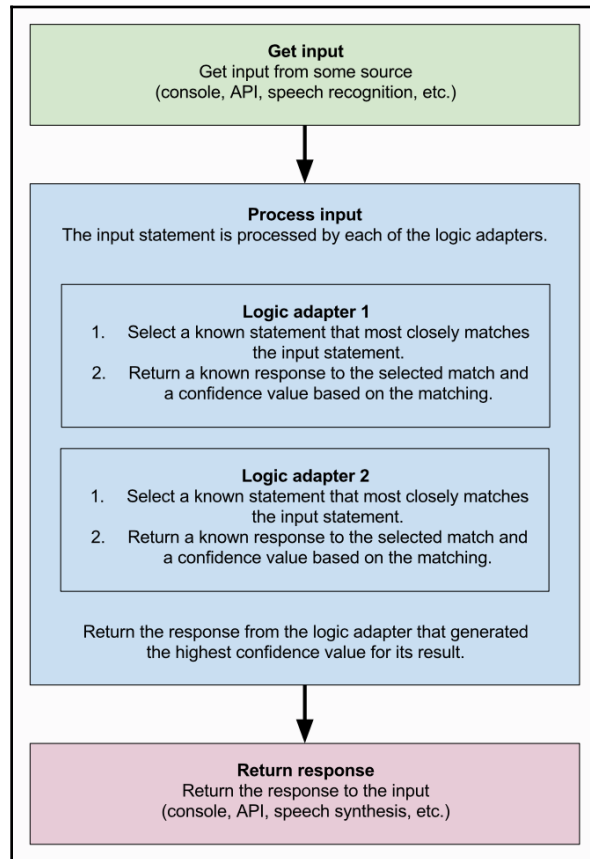 Get input
Get input from some source
(console, API, speech recognition, etc.)
Process input
The input statement is processed by each of the logic adapters.
Logic adapter 1
1. Select a known statement that most closely matches
the input statement.
2. Return a known response to the selected match and
a confidence value based on the matching.
Logic adapter 2
1. Select a known statement that most closely matches
the input statement.
2. Return a known response to the selected match and
a confidence value based on the matching.
Return the response from the logic adapter that generated
the highest confidence value for its result.
Return response
Return the response to the input
(console, API, speech synthesis, etc.)